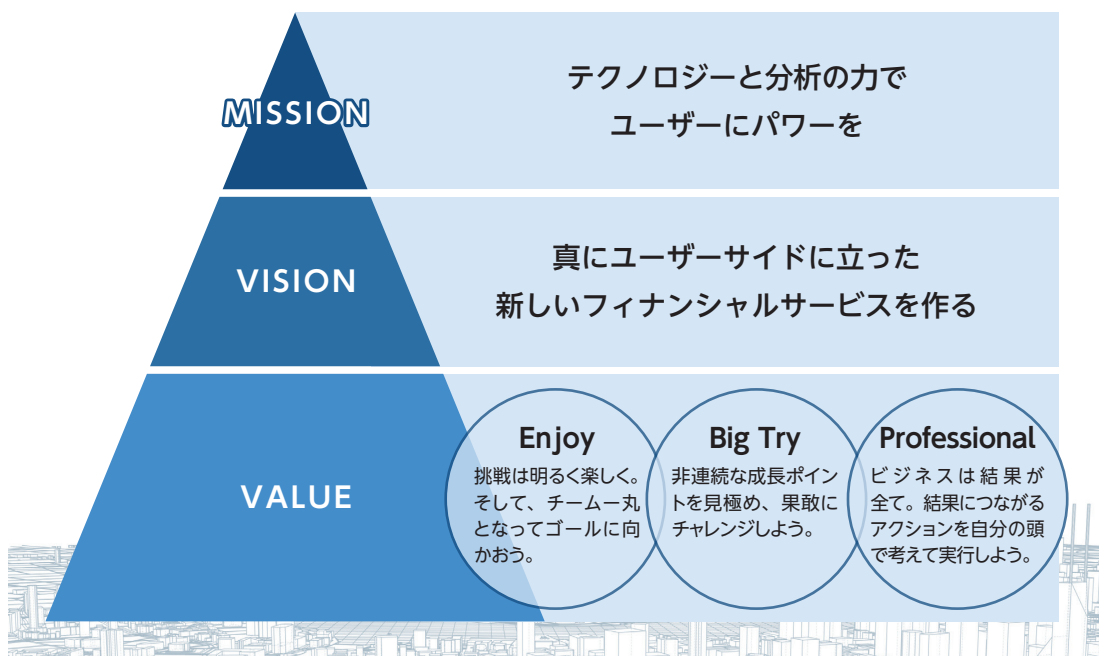 MISSION
テクノロジーと分析の力で
ユーザーにパワーを
VISION
真にユーザーサイドに立った
新しいフィナンシャルサービスを作る
VALUE
Enjoy
挑戦は明るく楽しく。
そして、チーム一丸
となってゴールに向
かおう。
Big Try
非連続な成長ポイン
トを見極め、果敢に
チャレンジしよう。
Professional
ビジネスは結果が
全て。結果につながる
アクションを自分の頭
で考えて実行しよう。